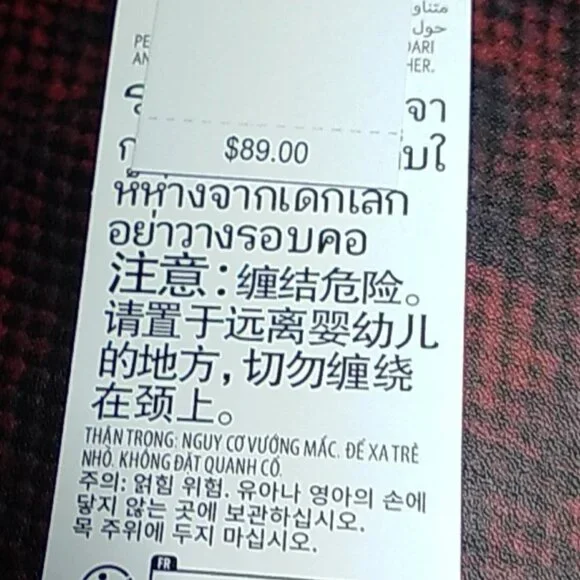 متناو
حول
PE
DARI
AN
HER.
$89.00
ห้ห่างจากเด็กเล็ก
อย่าวางรอบคอ
注意：缠结危险。
请置于远离婴幼儿
的地方，切勿缠绕
在颈上。
THẬN TRỌNG: NGUY CƠ VƯỚNG MẮC. ĐỂ XA TRẺ
NHỎ. KHÔNG ĐẶT QUANH CỔ.
주의: 얽힘 위험. 유아나 영아의 손에
닿지 않는 곳에 보관하십시오.
목 주위에 두지 마십시오.
FR